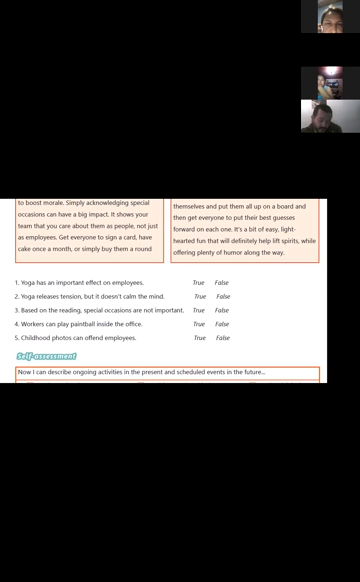 to boost morale. Simply acknowledging special
occasions can have a big impact. It shows your
team that you care about them as people, not just
as employees. Get everyone to sign a card, have
cake once a month, or simply buy them a round
themselves and put them all up on a board and
then get everyone to put their best guesses
forward on each one. It's a bit of easy, light-
hearted fun that will definitely help lift spirits, while
offering plenty of humor along the way.
1. Yoga has an important effect on employees. True False
2. Yoga releases tension, but it doesn't calm the mind. True False
3. Based on the reading, special occasions are not important. True False
4. Workers can play paintball inside the office. True False
5. Childhood photos can offend employees. True False
Self-assessment
Now I can describe ongoing activities in the present and scheduled events in the future...